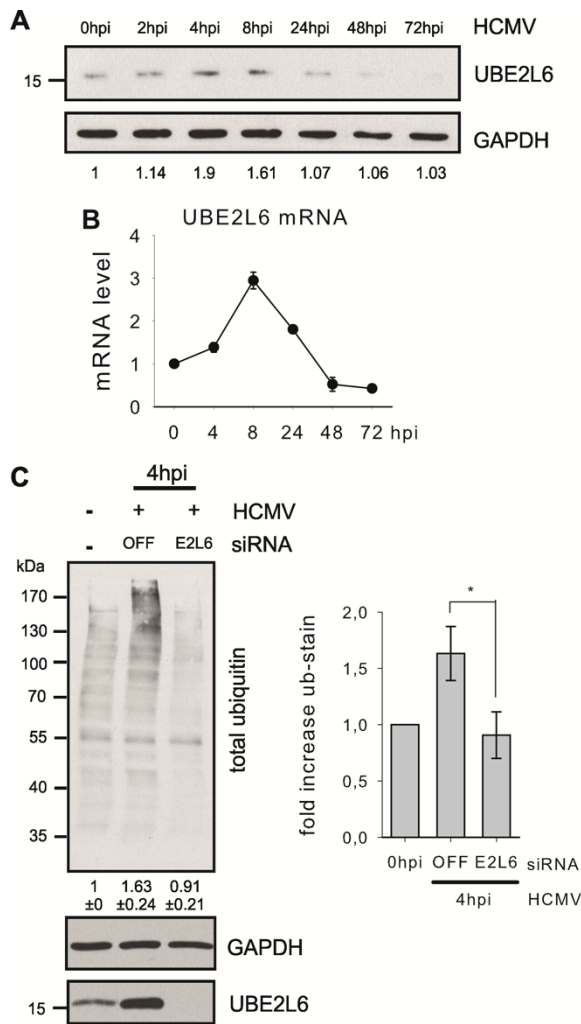 A
0hpi 2hpi 4hpi 8hpi 24hpi 48hpi 72hpi HCMV
15
UBE2L6
GAPDH
1 1.14 1.9 1.61 1.07 1.06 1.03
B
UBE2L6 mRNA
mRNA level
4
3
2
1
0
0 4 8 24 48 72 hpi
C
4hpi
- + + HCMV
- OFF E2L6 siRNA
kDa
170
130
100
70
55
40
35
total ubiquitin
1 1.63 0.91
±0 ±0.24 ±0.21
GAPDH
15
UBE2L6
fold increase ub-stain
2,0
1,5
1,0
0,5
0,0
*
0hpi OFF E2L6 siRNA
4hpi HCMV